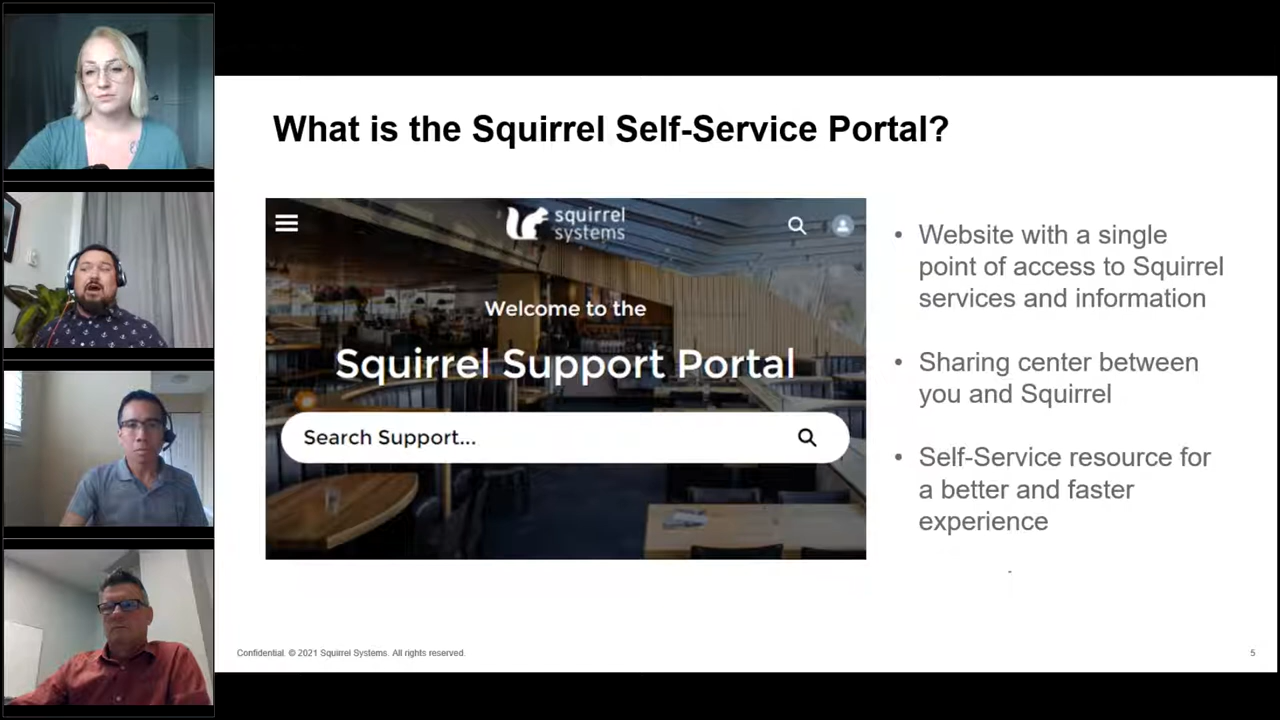 What is the Squirrel Self-Service Portal?
squirrel
systems
Welcome to the
Squirrel Support Portal
Search Support...
• Website with a single
point of access to Squirrel
services and information
• Sharing center between
you and Squirrel
• Self-Service resource for
a better and faster
experience
Confidential. © 2021 Squirrel Systems. All rights reserved.
5